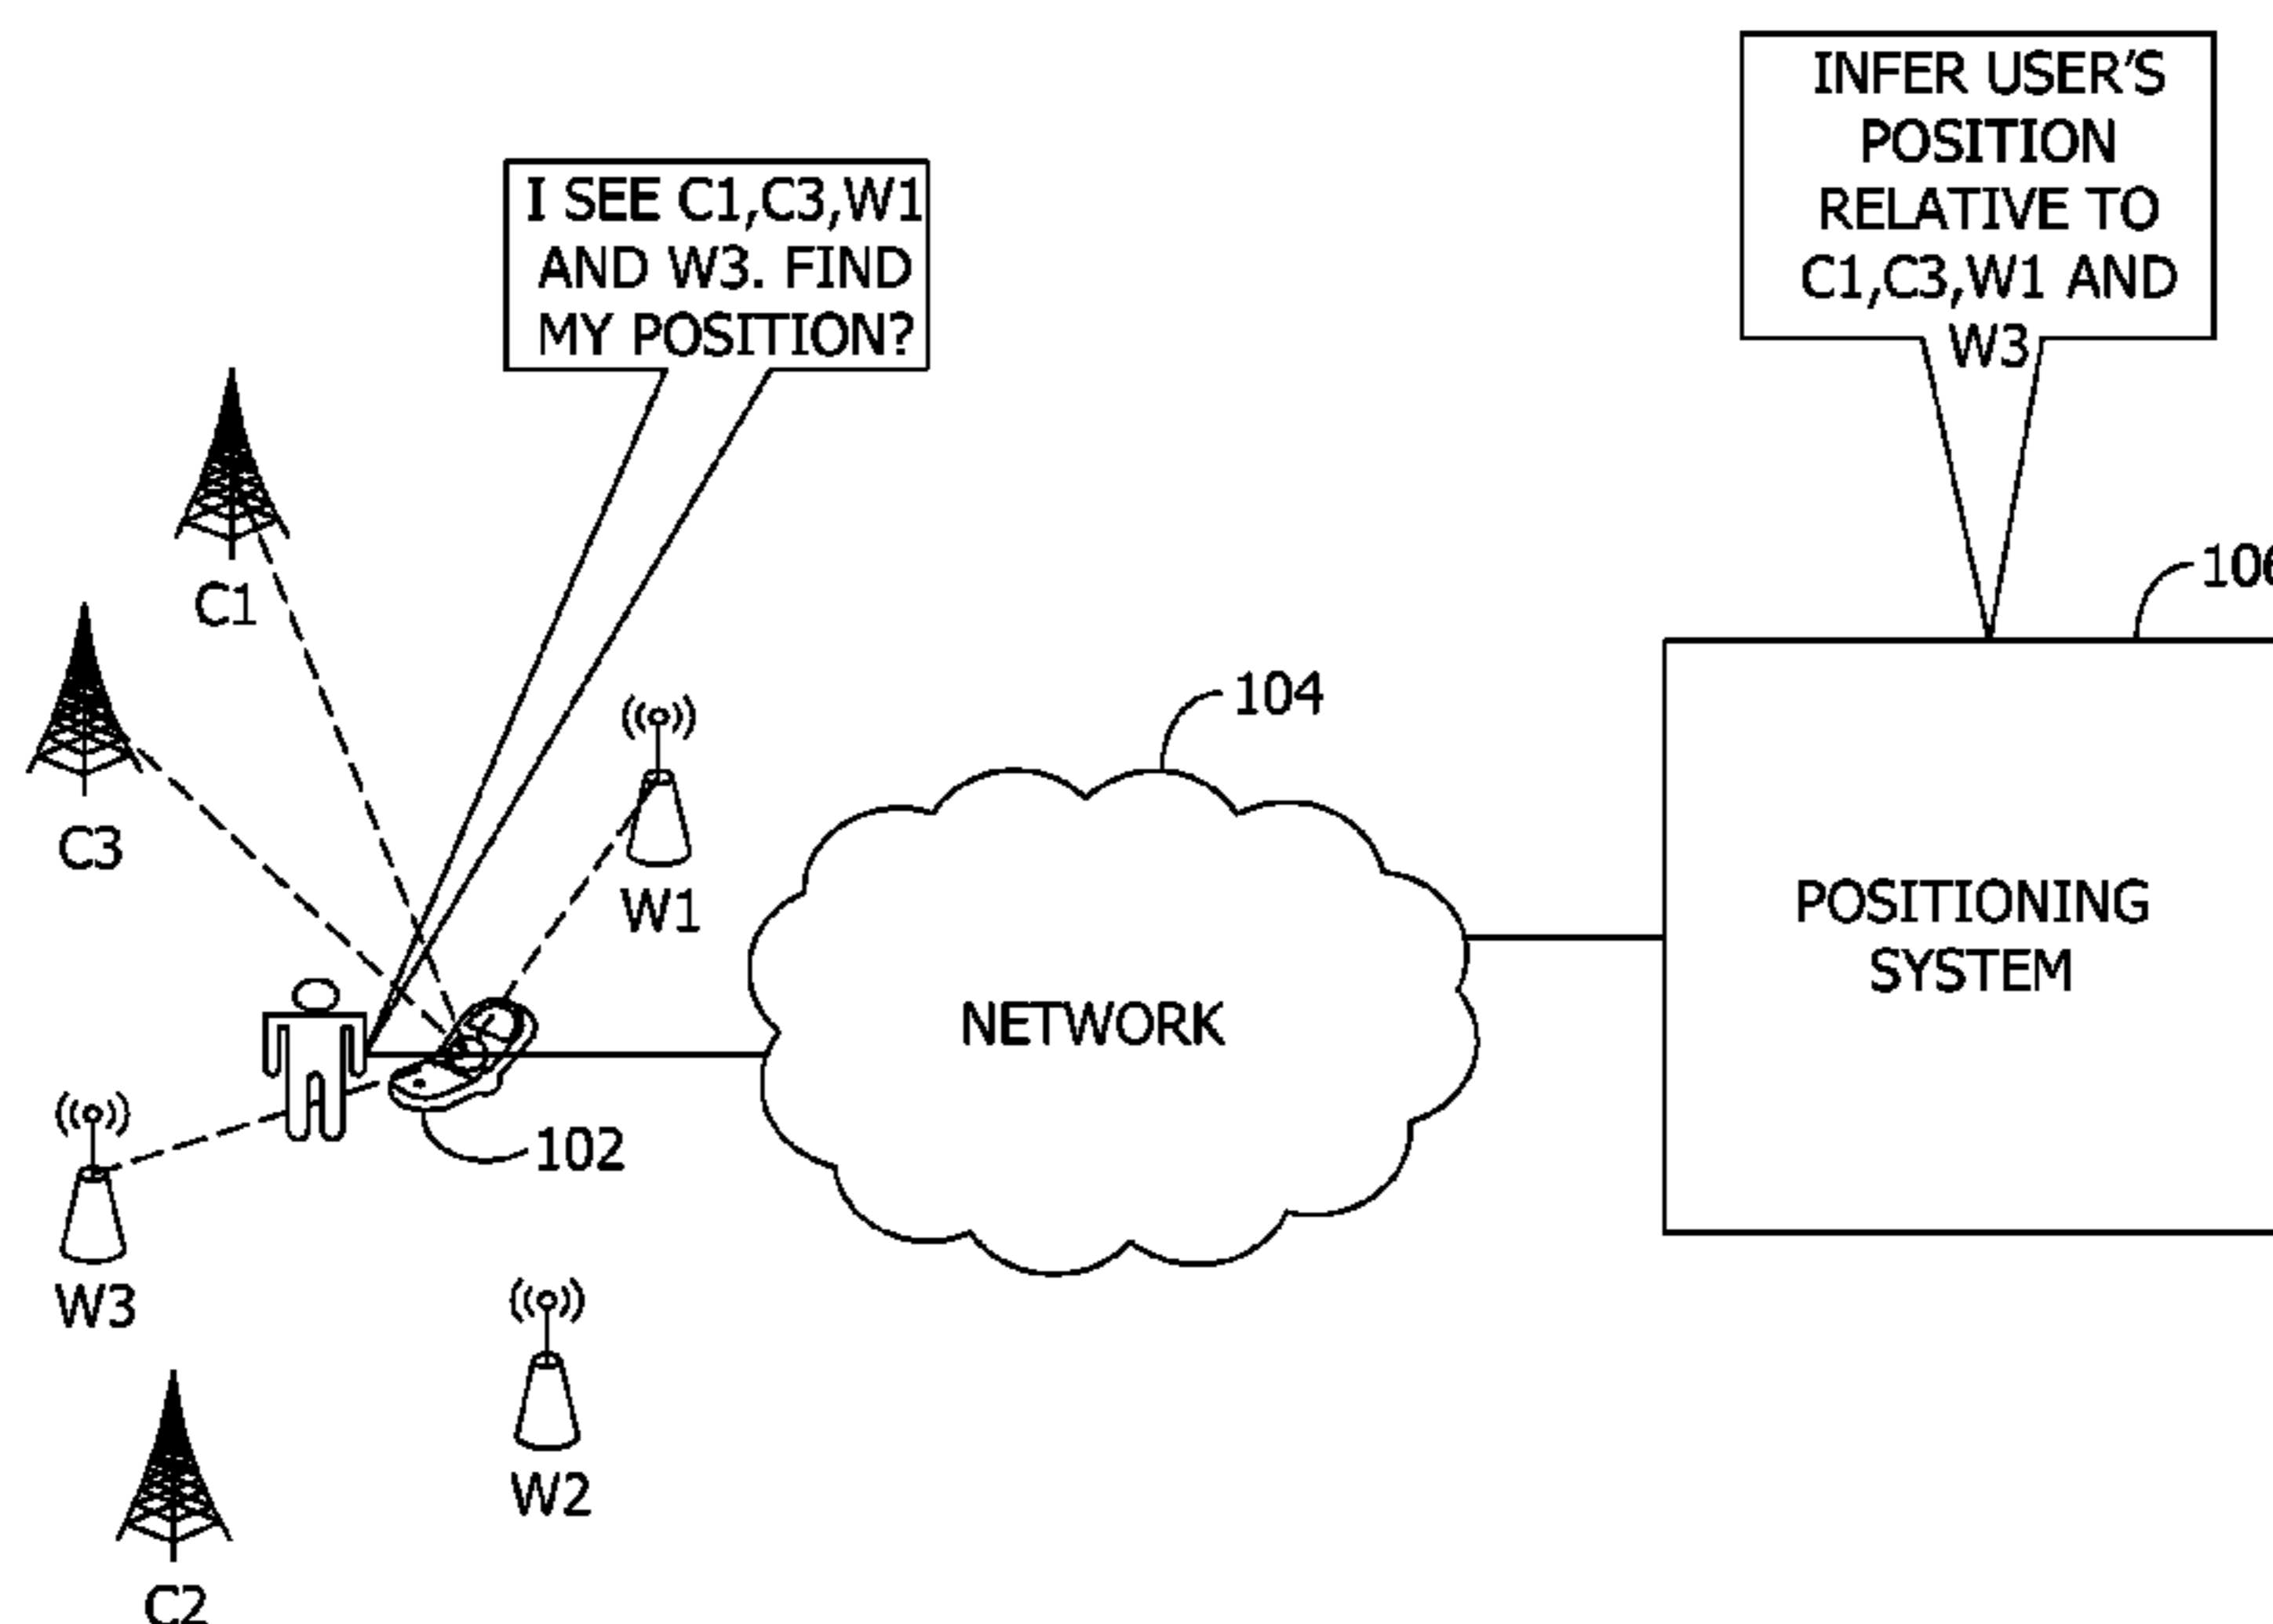 INFER USER'S
POSITION
RELATIVE TO
C1,C3,W1 AND
W3
I SEE C1,C3,W1
AND W3. FIND
MY POSITION?
C1
C3
W1
104
106
NETWORK
POSITIONING
SYSTEM
102
W3
W2
C2